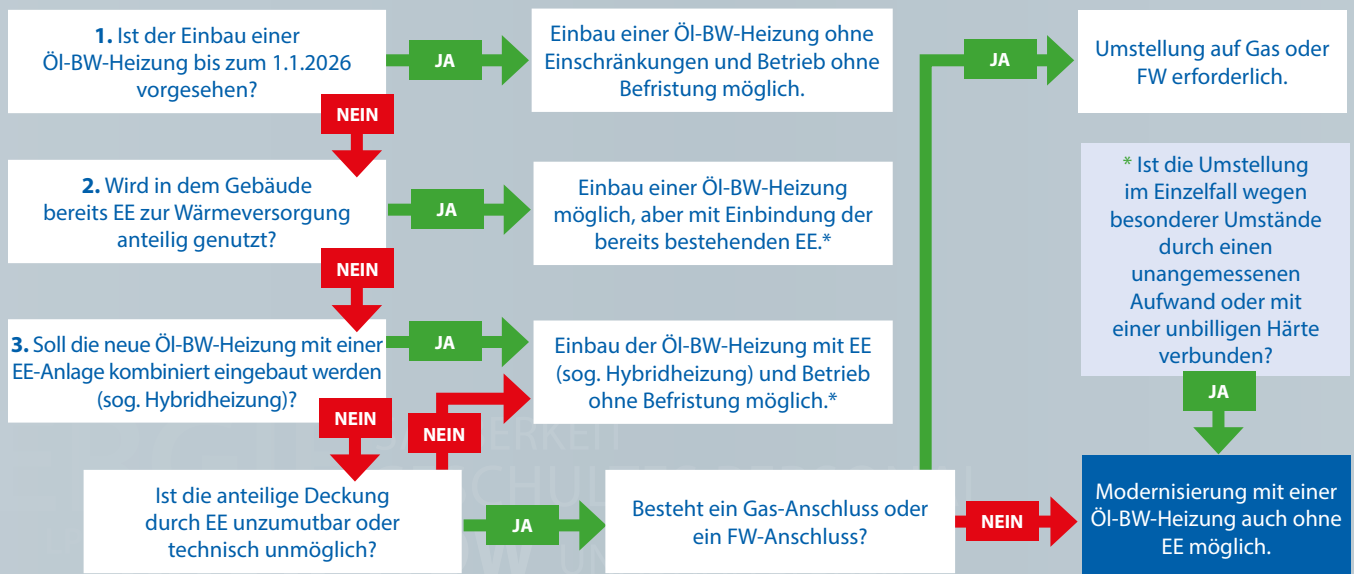 1. Ist der Einbau einer
Öl-BW-Heizung bis zum 1.1.2026
vorgesehen?
JA
Einbau einer Öl-BW-Heizung ohne
Einschränkungen und Betrieb ohne
Befristung möglich.
NEIN
2. Wird in dem Gebäude
bereits EE zur Wärmeversorgung
anteilig genutzt?
JA
Einbau einer Öl-BW-Heizung
möglich, aber mit Einbindung der
bereits bestehenden EE.*
NEIN
3. Soll die neue Öl-BW-Heizung mit einer
EE-Anlage kombiniert eingebaut werden
(sog. Hybridheizung)?
JA
Einbau der Öl-BW-Heizung mit EE
(sog. Hybridheizung) und Betrieb
ohne Befristung möglich.*
NEIN
NEIN
Ist die anteilige Deckung
durch EE unzumutbar oder
technisch unmöglich?
JA
Besteht ein Gas-Anschluss oder
ein FW-Anschluss?
JA
Umstellung auf Gas oder
FW erforderlich.
* Ist die Umstellung
im Einzelfall wegen
besonderer Umstände
durch einen
unangemessenen
Aufwand oder mit
einer unbilligen Härte
verbunden?
JA
NEIN
Modernisierung mit einer
Öl-BW-Heizung auch ohne
EE möglich.